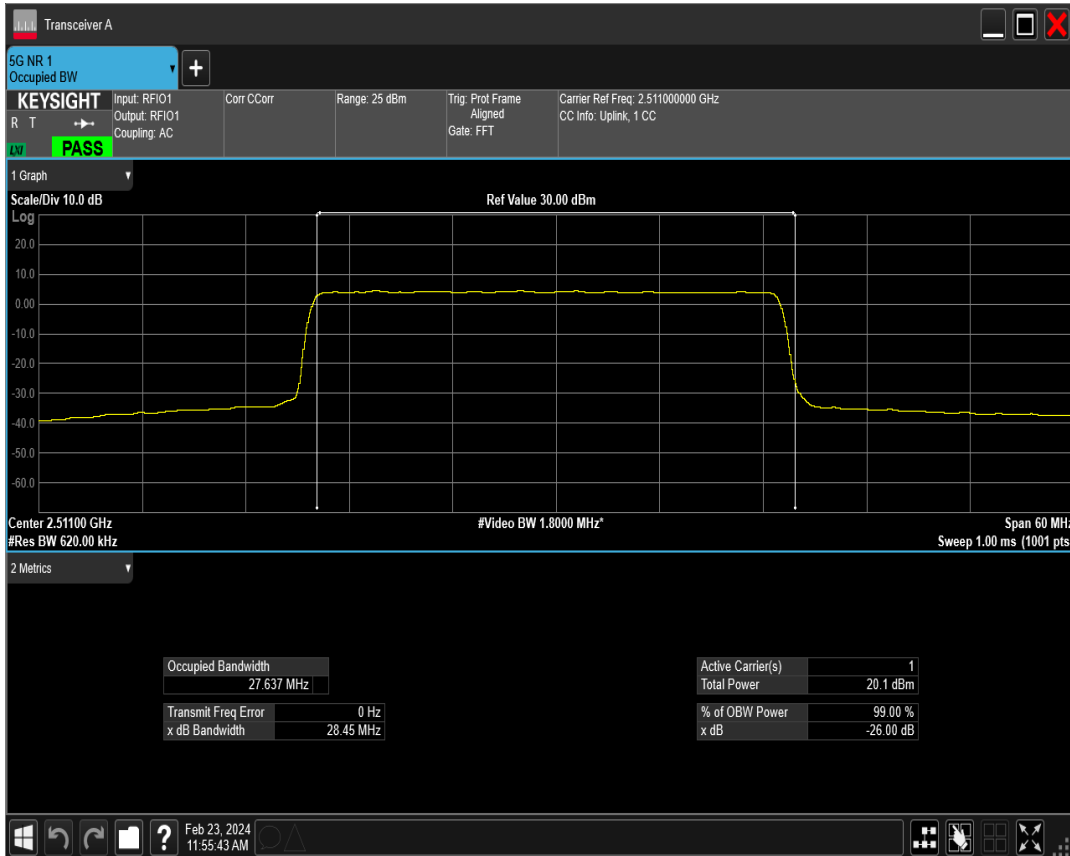 Transceiver A
5G NR 1
Occupied BW
+
KEYSIGHT
R T
LXI
PASS
Input: RFIO1
Output: RFIO1
Coupling: AC
Corr CCorr
Range: 25 dBm
Trig: Prot Frame
Aligned
Gate: FFT
Carrier Ref Freq: 2.511000000 GHz
CC Info: Uplink, 1 CC
1 Graph
Scale/Div 10.0 dB
Ref Value 30.00 dBm
Log
20.0
10.0
0.00
-10.0
-20.0
-30.0
-40.0
-50.0
-60.0
Center 2.51100 GHz
#Video BW 1.8000 MHz*
Span 60 MHz
#Res BW 620.00 kHz
Sweep 1.00 ms (1001 pts
2 Metrics
Occupied Bandwidth
27.637 MHz
Transmit Freq Error 0 Hz
x dB Bandwidth 28.45 MHz
Active Carrier(s) 1
Total Power 20.1 dBm
% of OBW Power 99.00 %
x dB -26.00 dB
?
Feb 23, 2024
11:55:43 AM